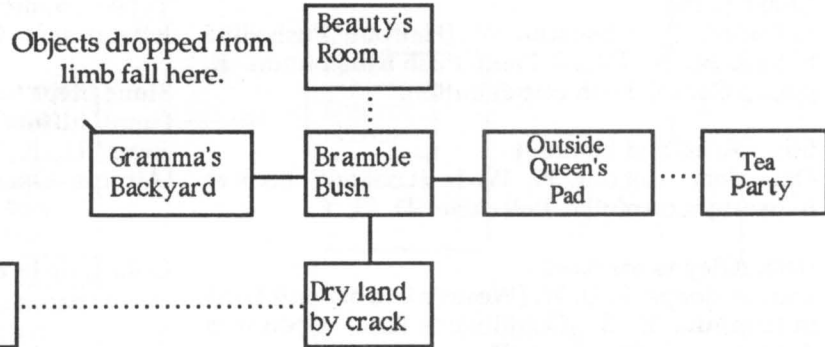 Objects dropped from
limb fall here.
Beauty's
Room
Gramma's
Backyard
Bramble
Bush
Outside
Queen's
Pad
Tea
Party
Dry land
by crack